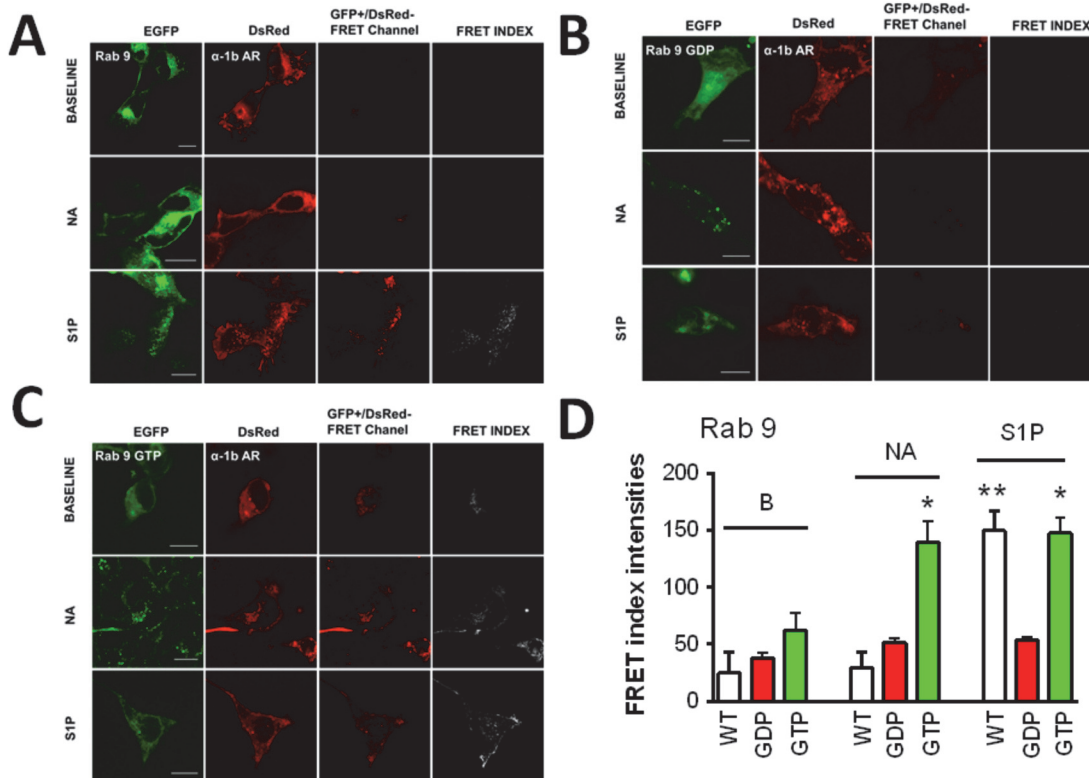 A
EGFP
DsRed
GFP+/DsRed-
FRET Channel
FRET INDEX
BASELINE
Rab 9
α-1b AR
NA
S1P
B
EGFP
DsRed
GFP+/DsRed-
FRET Channel
FRET INDEX
BASELINE
Rab 9 GDP
α-1b AR
NA
S1P
C
EGFP
DsRed
GFP+/DsRed-
FRET Chanel
FRET INDEX
BASELINE
Rab 9 GTP
α-1b AR
NA
S1P
D
Rab 9
S1P
NA
B
** *
*
FRET index intensities
200
150
100
50
0
WT GDP GTP WT GDP GTP WT GDP GTP